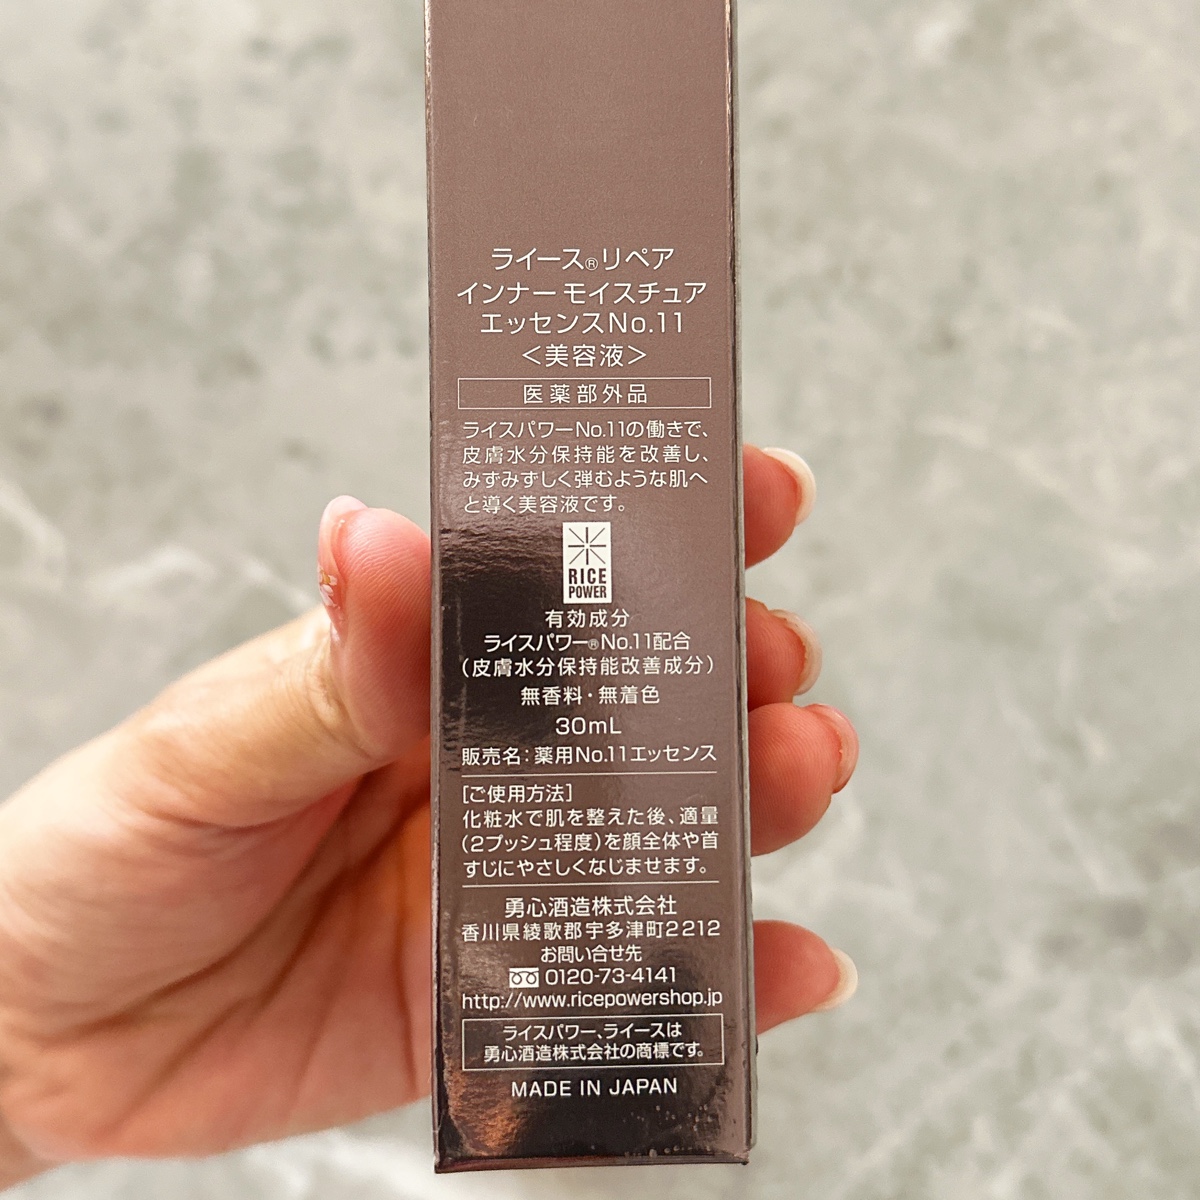 ライース®リペア
インナー モイスチュア
エッセンスNo.11
＜美容液＞
医薬部外品
ライスパワーNo.11の働きで、
皮膚水分保持能を改善し、
みずみずしく弾むような肌へ
と導く美容液です。
RICE
POWER
有効成分
ライスパワー®No.11配合
（皮膚水分保持能改善成分）
無香料・無着色
30mL
販売名：薬用No.11エッセンス
［ご使用方法］
化粧水で肌を整えた後、適量
（2プッシュ程度）を顔全体や首
すじにやさしくなじませます。
勇心酒造株式会社
香川県綾歌郡宇多津町2212
お問い合せ先
0120-73-4141
http://www.ricepowershop.jp
ライスパワー、ライースは
勇心酒造株式会社の商標です。
MADE IN JAPAN